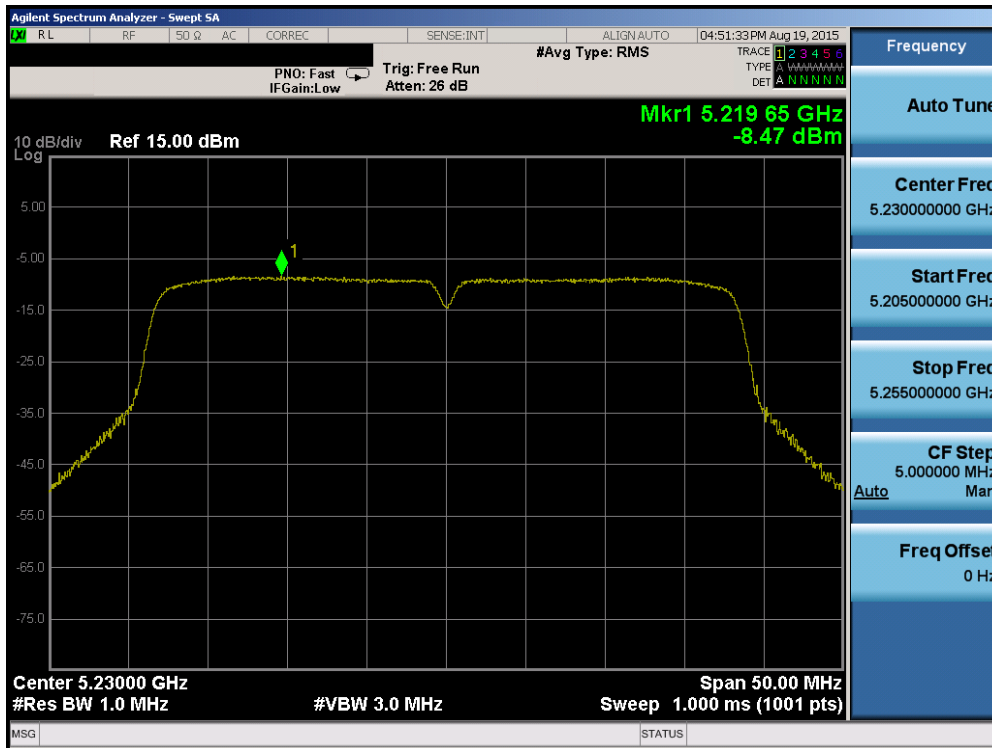 Agilent Spectrum Analyzer - Swept SA
LXI RL RF 50 Ω AC CORREC SENSE:INT ALIGN AUTO 04:51:33 PM Aug 19, 2015
PNO: Fast
IFGain:Low
Trig: Free Run
Atten: 26 dB
#Avg Type: RMS
TRACE 1 2 3 4 5 6
TYPE A WWWWW
DET A N N N N N
Mkr1 5.219 65 GHz
-8.47 dBm
10 dB/div Ref 15.00 dBm
Log
5.00
-5.00
-15.0
-25.0
-35.0
-45.0
-55.0
-65.0
-75.0
1
Center 5.23000 GHz Span 50.00 MHz
#Res BW 1.0 MHz #VBW 3.0 MHz Sweep 1.000 ms (1001 pts)
MSG STATUS
Frequency
Auto Tune
Center Freq
5.230000000 GHz
Start Freq
5.205000000 GHz
Stop Freq
5.255000000 GHz
CF Step
5.000000 MHz
Auto Man
Freq Offset
0 Hz